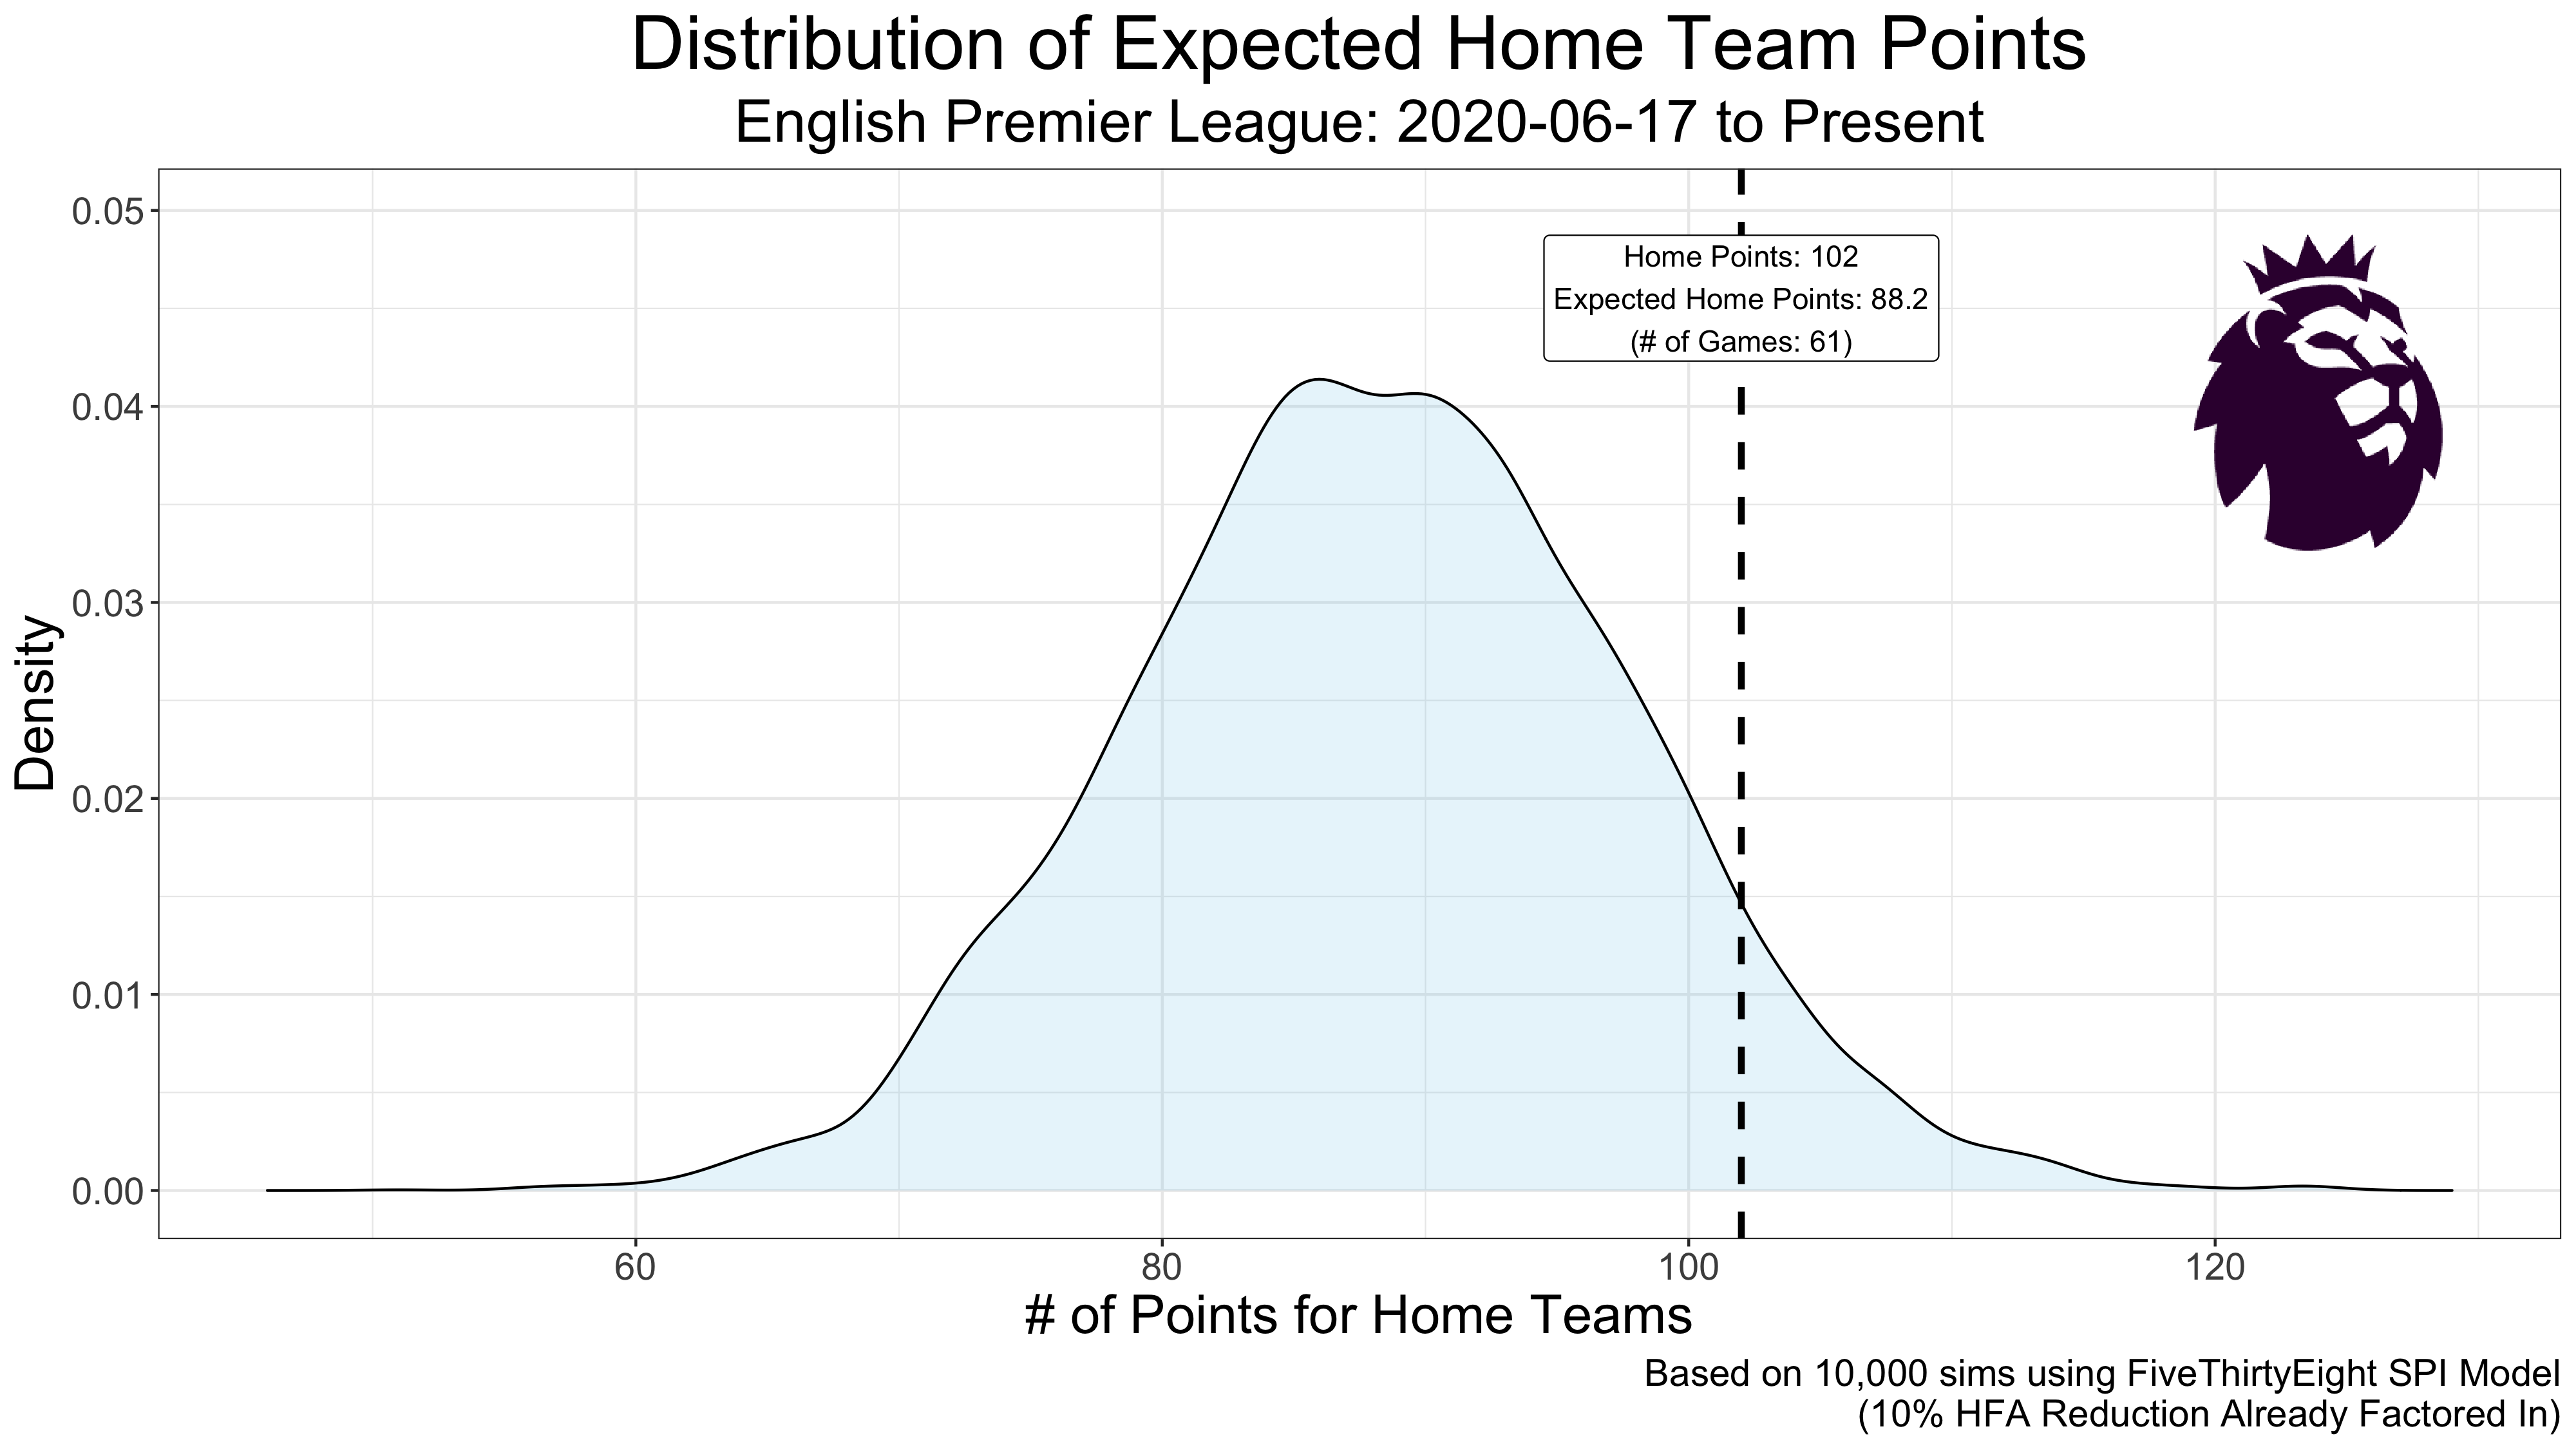 Distribution of Expected Home Team Points
English Premier League: 2020-06-17 to Present
0.05
Home Points: 102
Expected Home Points: 88.2
(# of Games: 61)
0.04
0.03
Density
0.02
0.01
0.00
60 80 100 120
# of Points for Home Teams
Based on 10,000 sims using FiveThirtyEight SPI Model
(10% HFA Reduction Already Factored In)